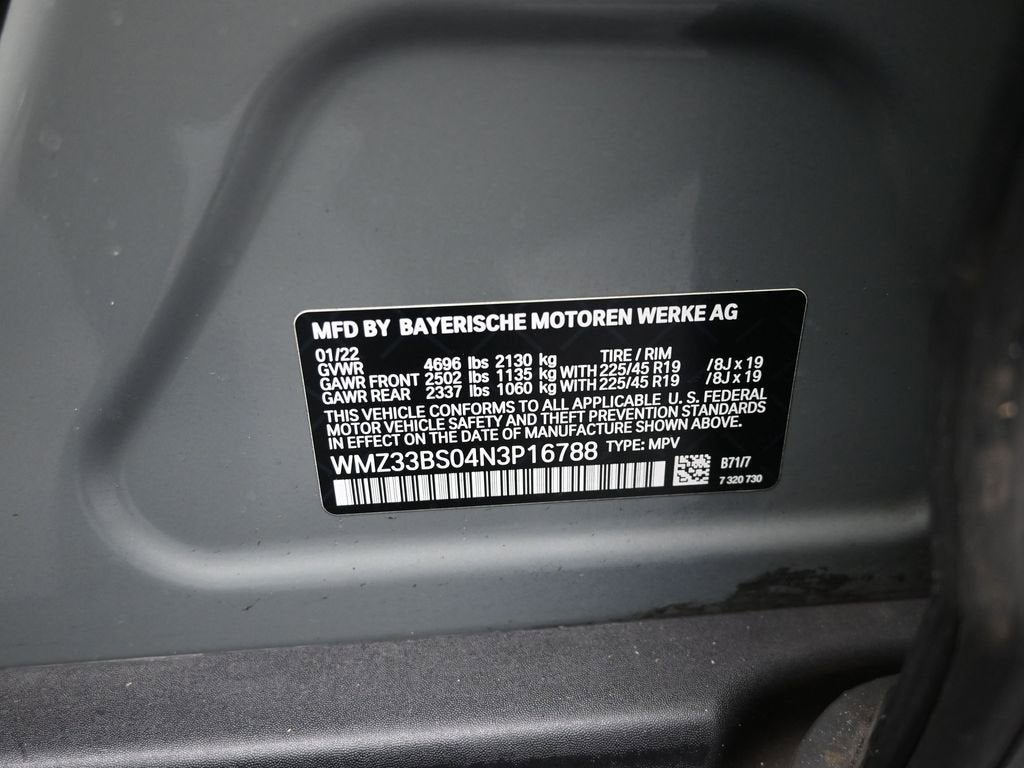 MFD BY BAYERISCHE MOTOREN WERKE AG
01/22 TIRE / RIM
GVWR 4696 lbs 2130 kg
GAWR FRONT 2502 lbs 1135 kg WITH 225/45 R19 /8J x 19
GAWR REAR 2337 lbs 1060 kg WITH 225/45 R19 /8J x 19
THIS VEHICLE CONFORMS TO ALL APPLICABLE U. S. FEDERAL
MOTOR VEHICLE SAFETY AND THEFT PREVENTION STANDARDS
IN EFFECT ON THE DATE OF MANUFACTURE SHOWN ABOVE.
WMZ33BS04N3P16788 TYPE: MPV
B71/7
7 320 730